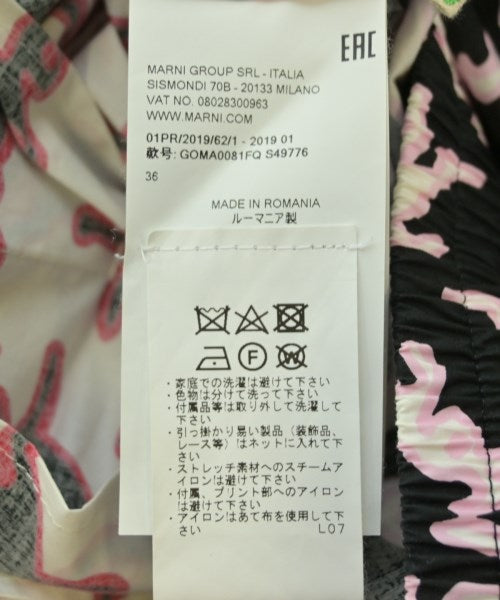 EAC
MARNI GROUP SRL - ITALIA
SISMONDI 70B - 20133 MILANO
VAT NO. 08028300963
WWW.MARNI.COM
01PR/2019/62/1 - 2019 01
款号: GOMA0081FQ S49776
36
MADE IN ROMANIA
ルーマニア製
F W
・家庭での洗濯は避けて下さい
・色物は分けて洗って下さい
・付属品等は取り外して洗濯して
下さい
・引っ掛かり易い製品（装飾品、
レース等）はネットに入れて下
さい
・ストレッチ素材へのスチームア
イロンは避けて下さい
・付属、プリント部へのアイロン
は避けて下さい
・アイロンはあて布を使用して下
さい L07